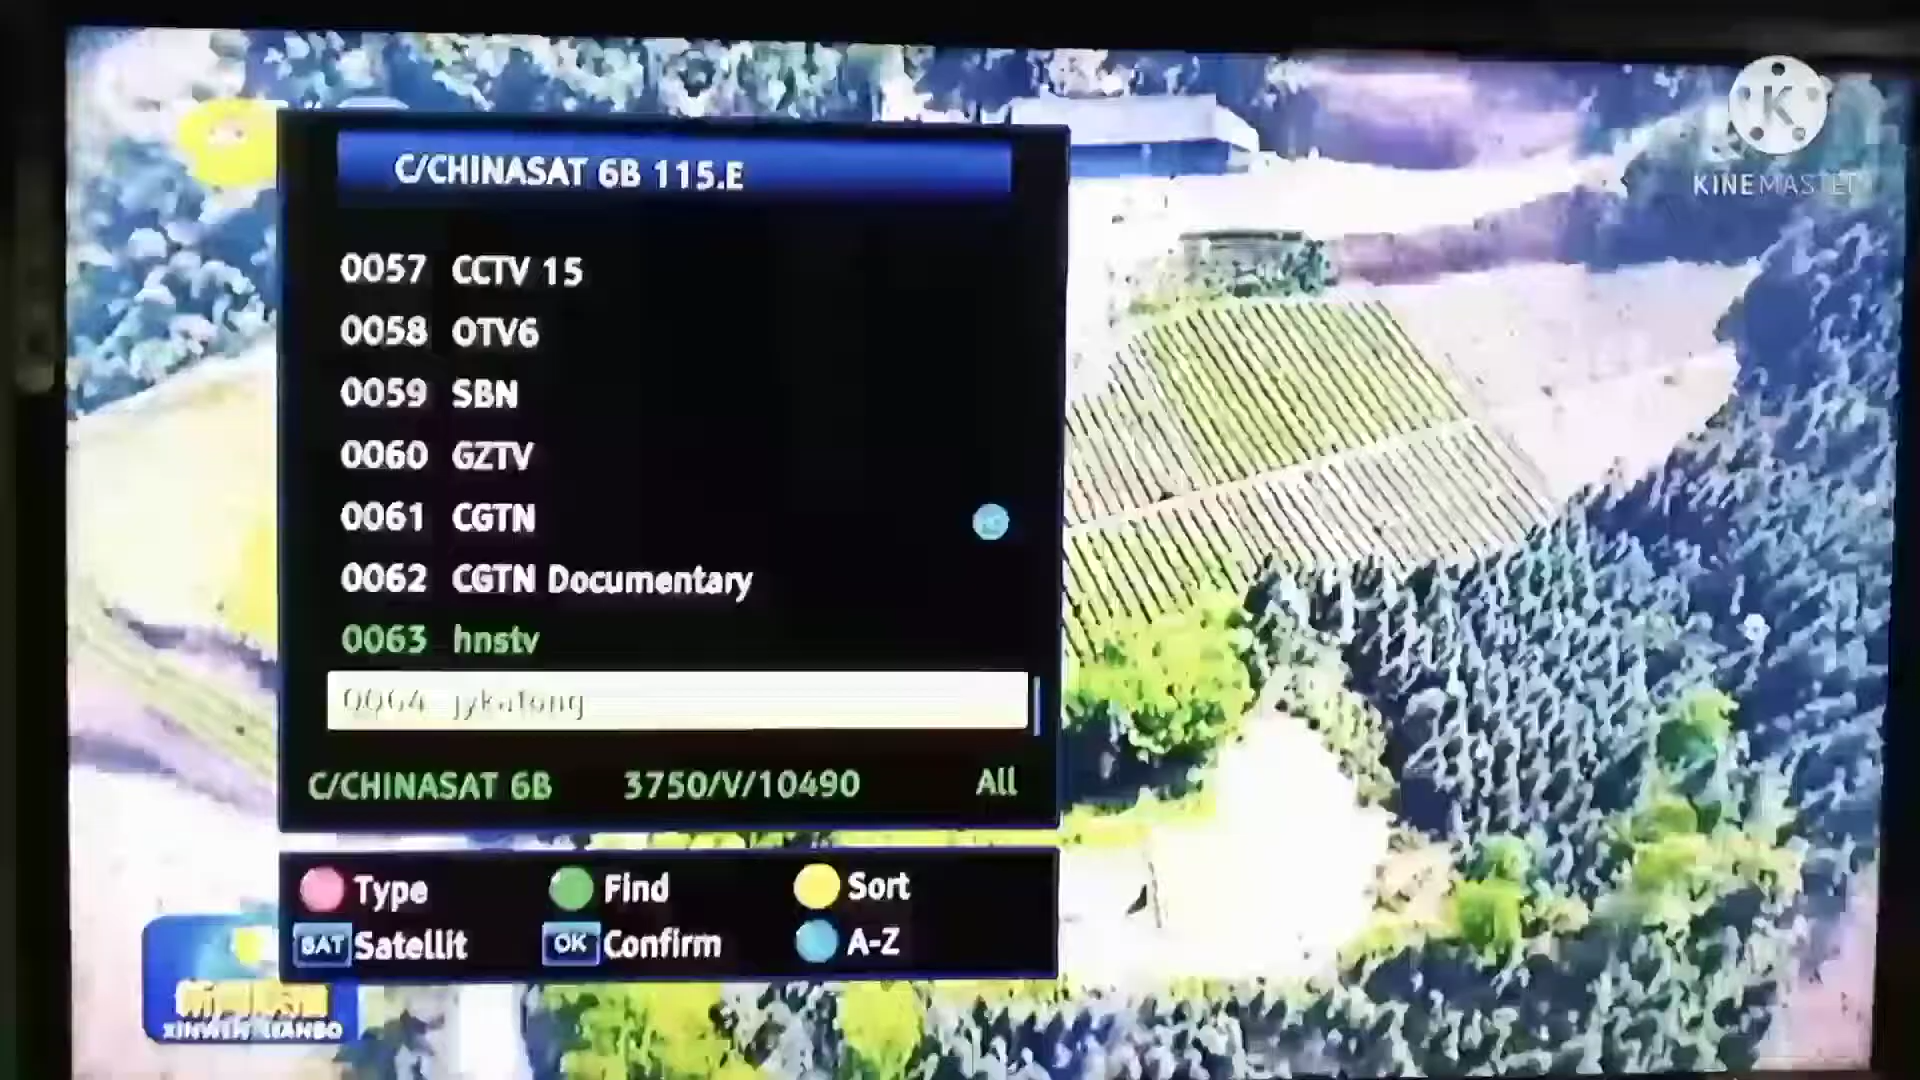 K
KINEMASTER
C/CHINASAT 6B 115.E
0057 CCTV 15
0058 OTV6
0059 SBN
0060 GZTV
0061 CGTN
0062 CGTN Documentary
0063 hnstv
0064 jykatong
C/CHINASAT 6B 3750/V/10490 All
Type Find Sort
SAT Satellit OK Confirm A-Z
XINWEN LIANBO